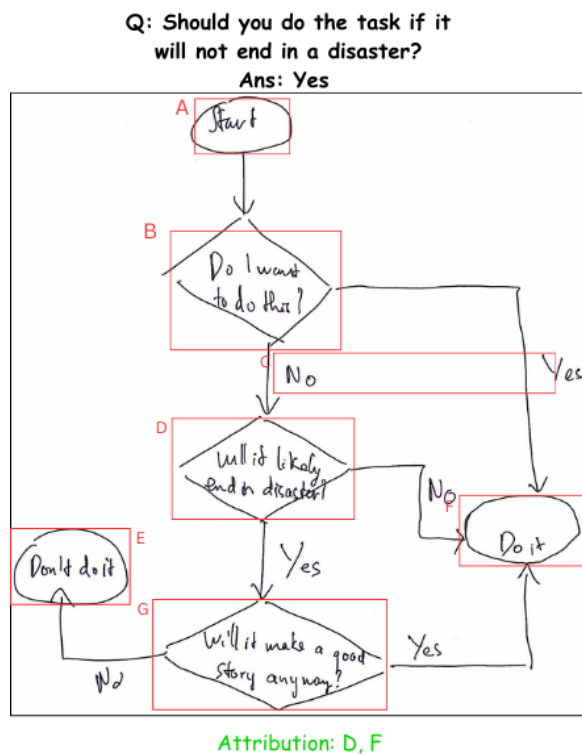 Q: Should you do the task if it
will not end in a disaster?
Ans: Yes
A
Start
B
Do I want
to do this?
C
No
Yes
D
Will it likely
end in disaster?
No
F
Do it
E
Don't do it
Yes
G
Will it make a good
story anyway?
Yes
No
Attribution: D, F